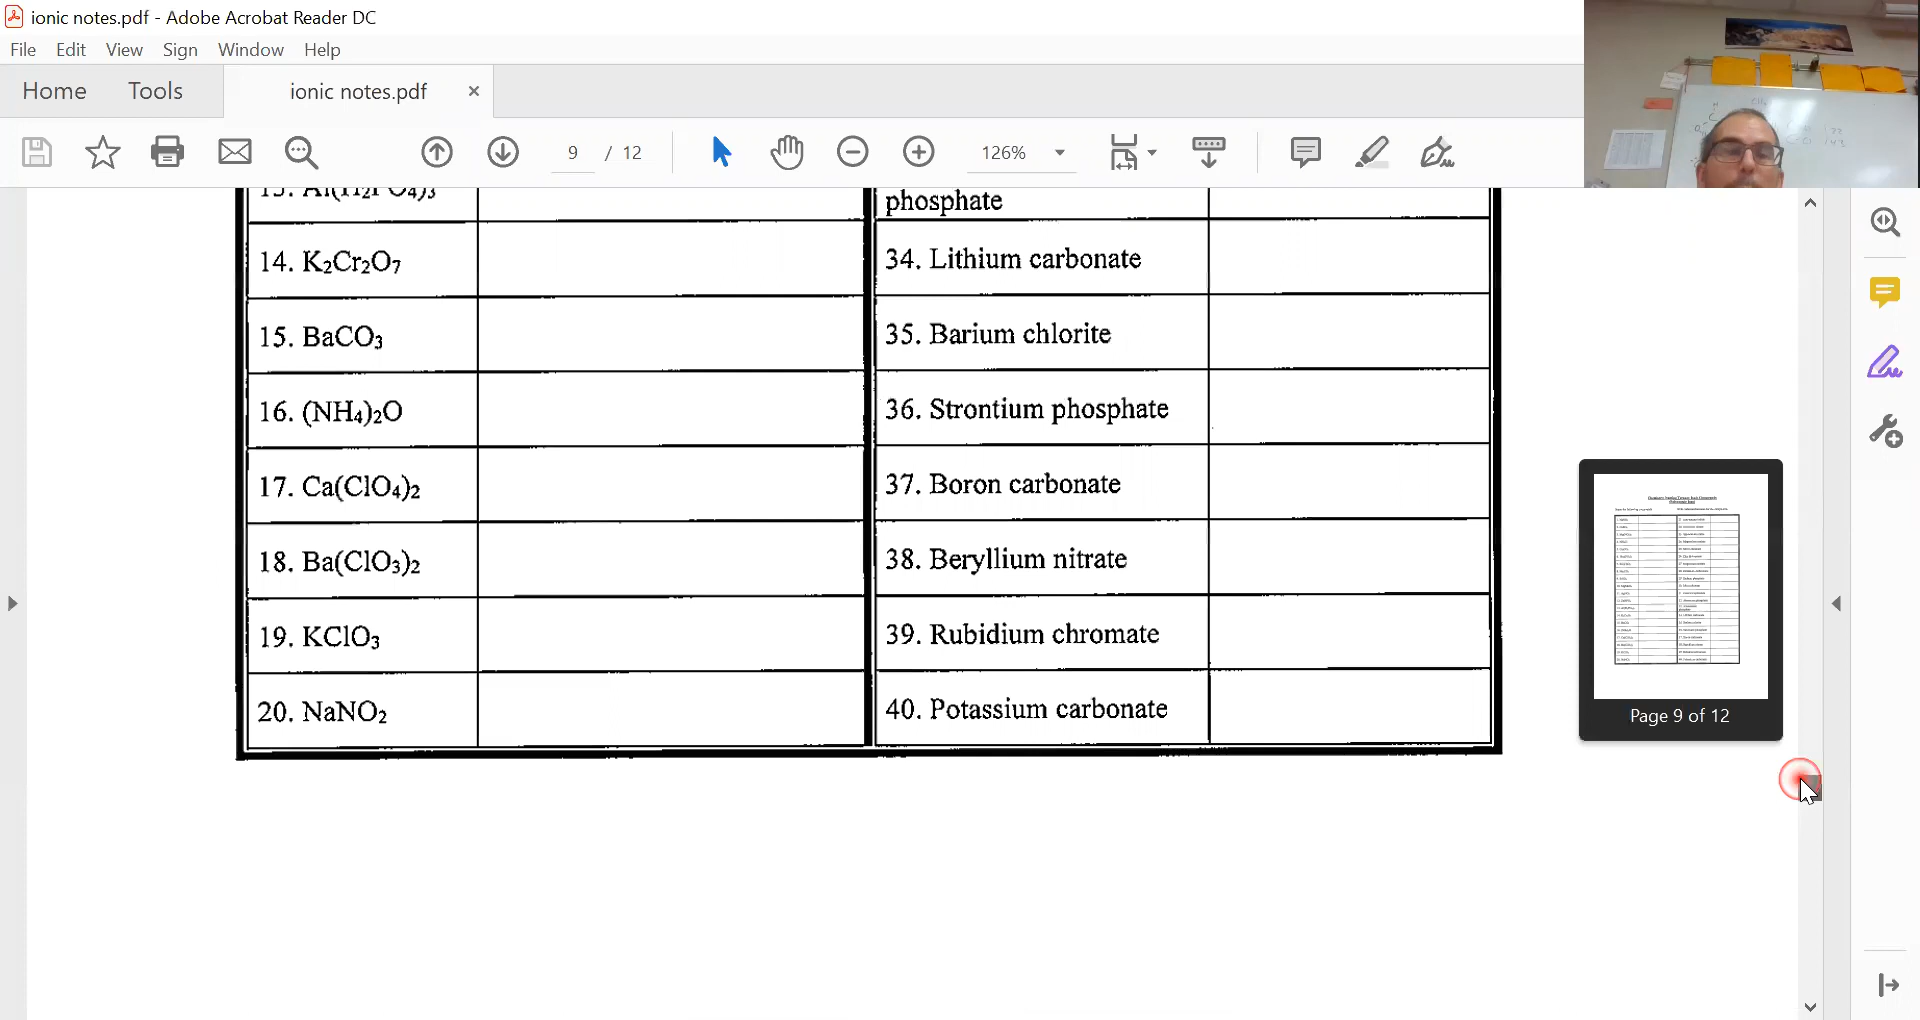 ionic notes.pdf - Adobe Acrobat Reader DC
File Edit View Sign Window Help
Home Tools ionic notes.pdf ×
9 / 12 126%
phosphate
14. K₂Cr₂O₇
34. Lithium carbonate
15. BaCO₃
35. Barium chlorite
16. (NH₄)₂O
36. Strontium phosphate
17. Ca(ClO₄)₂
37. Boron carbonate
18. Ba(ClO₃)₂
38. Beryllium nitrate
19. KClO₃
39. Rubidium chromate
20. NaNO₂
40. Potassium carbonate
Page 9 of 12